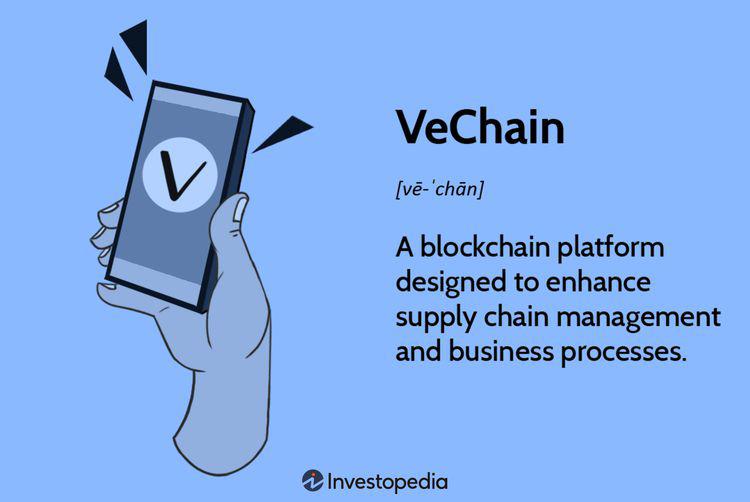 V
VeChain
[vē-ˈchān]
A blockchain platform
designed to enhance
supply chain management
and business processes.
Investopedia